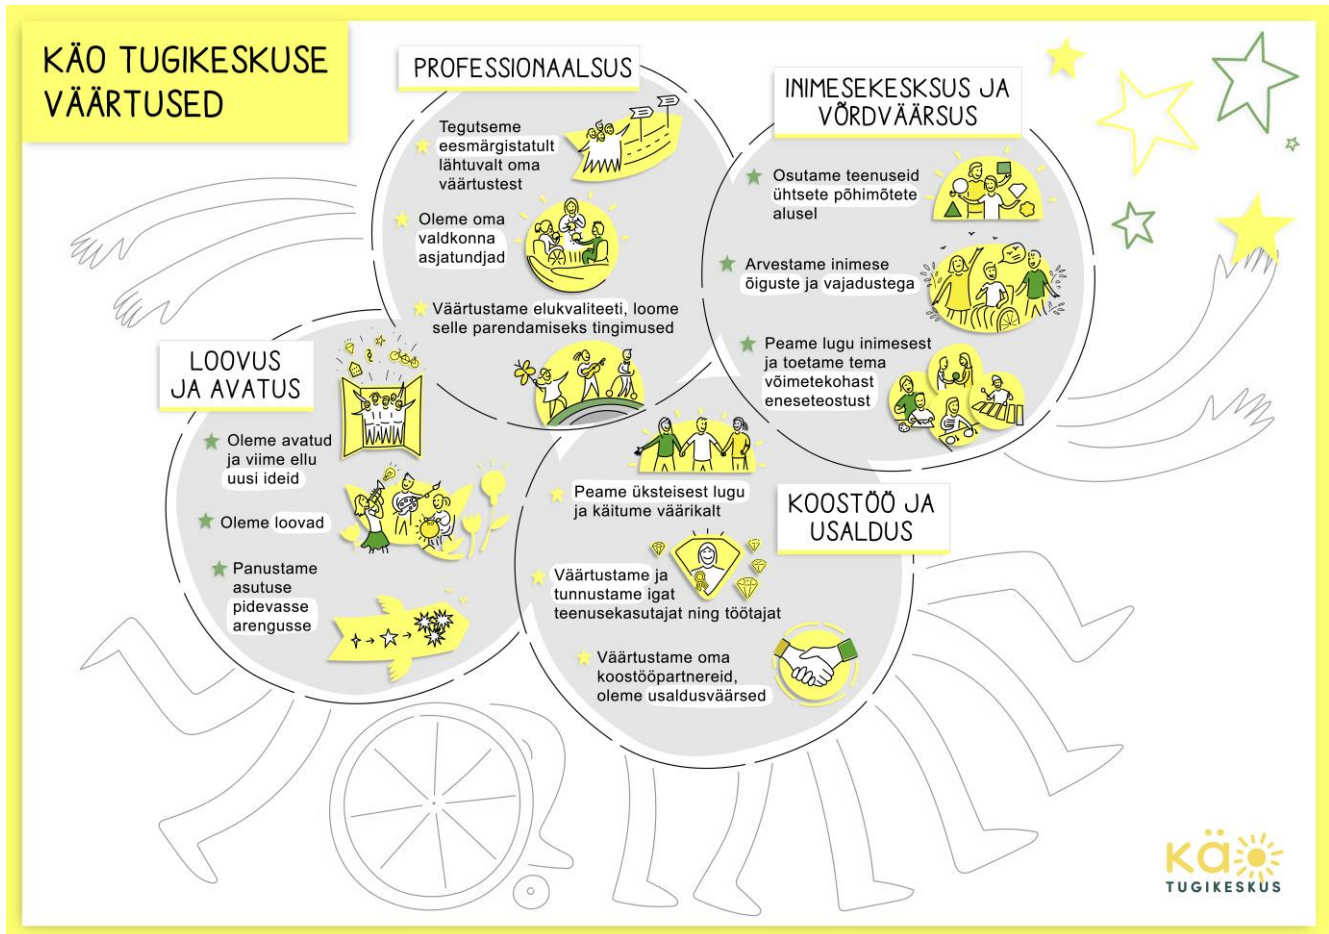 KÄO TUGIKESKUSE
VÄÄRTUSED
PROFESSIONAALSUS
Tegutseme
eesmärgistatult
lähtuvalt oma
väärtustest
Oleme oma
valdkonna
asjatundjad
Väärtustame elukvaliteeti, loome
selle parendamiseks tingimused
INIMESEKESKSUS JA
VÕRDVÄÄRSUS
Osutame teenuseid
ühtsete põhimõtete
alusel
Arvestame inimese
õiguste ja vajadustega
Peame lugu inimesest
ja toetame tema
võimetekohast
eneseteostust
LOOVUS
JA AVATUS
Oleme avatud
ja viime ellu
uusi ideid
Oleme loovad
Panustame
asutuse
pidevasse
arengusse
KOOSTÖÖ JA
USALDUS
Peame üksteisest lugu
ja käitume väärikalt
Väärtustame ja
tunnustame igat
teenusekasutajat ning töötajat
Väärtustame oma
koostööpartnereid,
oleme usaldusväärsed
KÄO
TUGIKESKUS